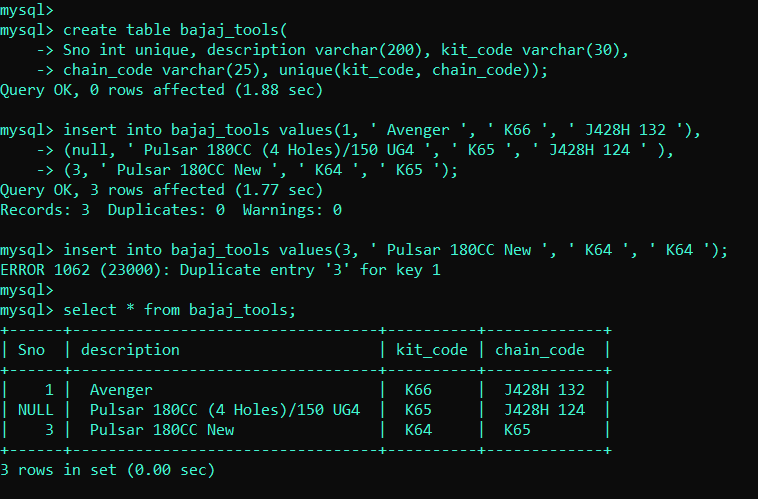 mysql>
mysql> create table bajaj_tools(
    -> Sno int unique, description varchar(200), kit_code varchar(30),
    -> chain_code varchar(25), unique(kit_code, chain_code));
Query OK, 0 rows affected (1.88 sec)

mysql> insert into bajaj_tools values(1, ' Avenger ', ' K66 ', ' J428H 132 '),
    -> (null, ' Pulsar 180CC (4 Holes)/150 UG4 ', ' K65 ', ' J428H 124 ' ),
    -> (3, ' Pulsar 180CC New ', ' K64 ', ' K65 ');
Query OK, 3 rows affected (1.77 sec)
Records: 3  Duplicates: 0  Warnings: 0

mysql> insert into bajaj_tools values(3, ' Pulsar 180CC New ', ' K64 ', ' K64 ');
ERROR 1062 (23000): Duplicate entry '3' for key 1
mysql>
mysql> select * from bajaj_tools;
+------+----------------------------------+----------+-------------+
| Sno  | description                      | kit_code | chain_code  |
+------+----------------------------------+----------+-------------+
|    1 |  Avenger                         |  K66     |  J428H 132  |
| NULL |  Pulsar 180CC (4 Holes)/150 UG4  |  K65     |  J428H 124  |
|    3 |  Pulsar 180CC New                |  K64     |  K65        |
+------+----------------------------------+----------+-------------+
3 rows in set (0.00 sec)